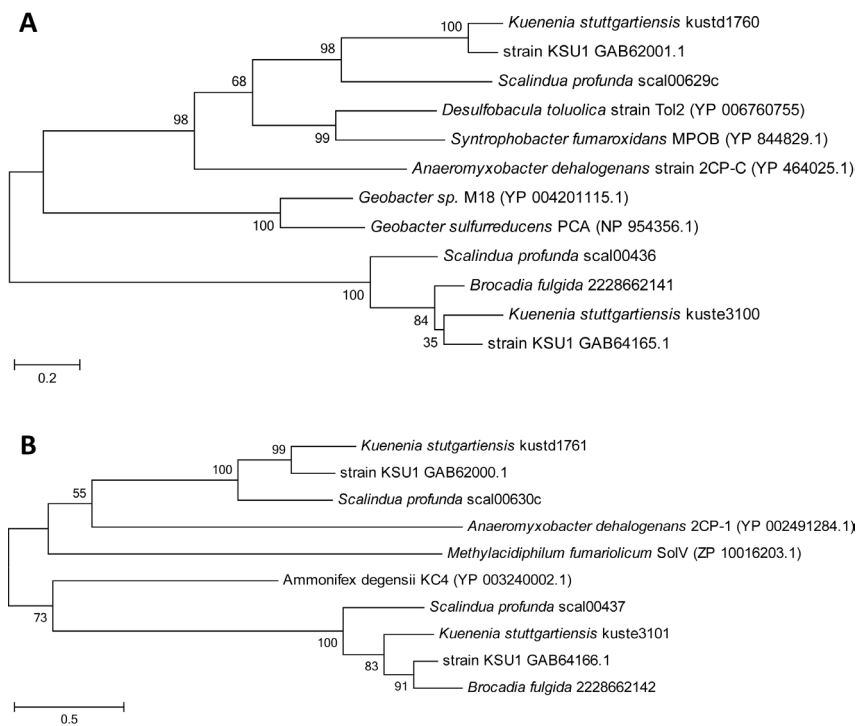 A
100
Kuenenia stuttgartiensis kustd1760
strain KSU1 GAB62001.1
98
Scalindua profunda scal00629c
68
Desulfobacula toluolica strain Tol2 (YP 006760755)
99
Syntrophobacter fumaroxidans MPOB (YP 844829.1)
98
Anaeromyxobacter dehalogenans strain 2CP-C (YP 464025.1)
Geobacter sp. M18 (YP 004201115.1)
100
Geobacter sulfurreducens PCA (NP 954356.1)
Scalindua profunda scal00436
100
Brocadia fulgida 2228662141
84
Kuenenia stuttgartiensis kuste3100
35
strain KSU1 GAB64165.1
0.2
B
99
Kuenenia stutgartiensis kustd1761
100
strain KSU1 GAB62000.1
55
Scalindua profunda scal00630c
Anaeromyxobacter dehalogenans 2CP-1 (YP 002491284.1)
Methylacidiphilum fumariolicum SolV (ZP 10016203.1)
Ammonifex degensii KC4 (YP 003240002.1)
73
Scalindua profunda scal00437
100
Kuenenia stuttgartiensis kuste3101
83
strain KSU1 GAB64166.1
91
Brocadia fulgida 2228662142
0.5